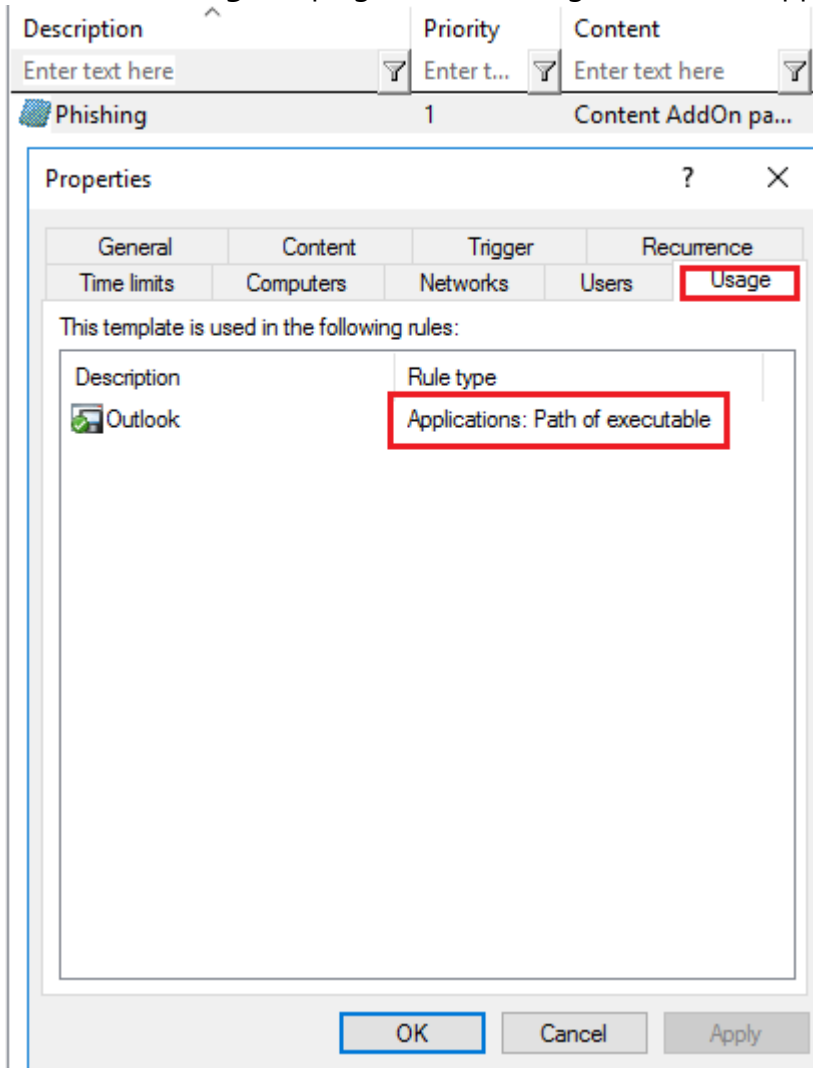 Description Priority Content
Enter text here Enter t... Enter text here
Phishing 1 Content AddOn pa...
Properties ? ×
General Content Trigger Recurrence
Time limits Computers Networks Users Usage
This template is used in the following rules:
Description Rule type
Outlook Applications: Path of executable
OK Cancel Apply